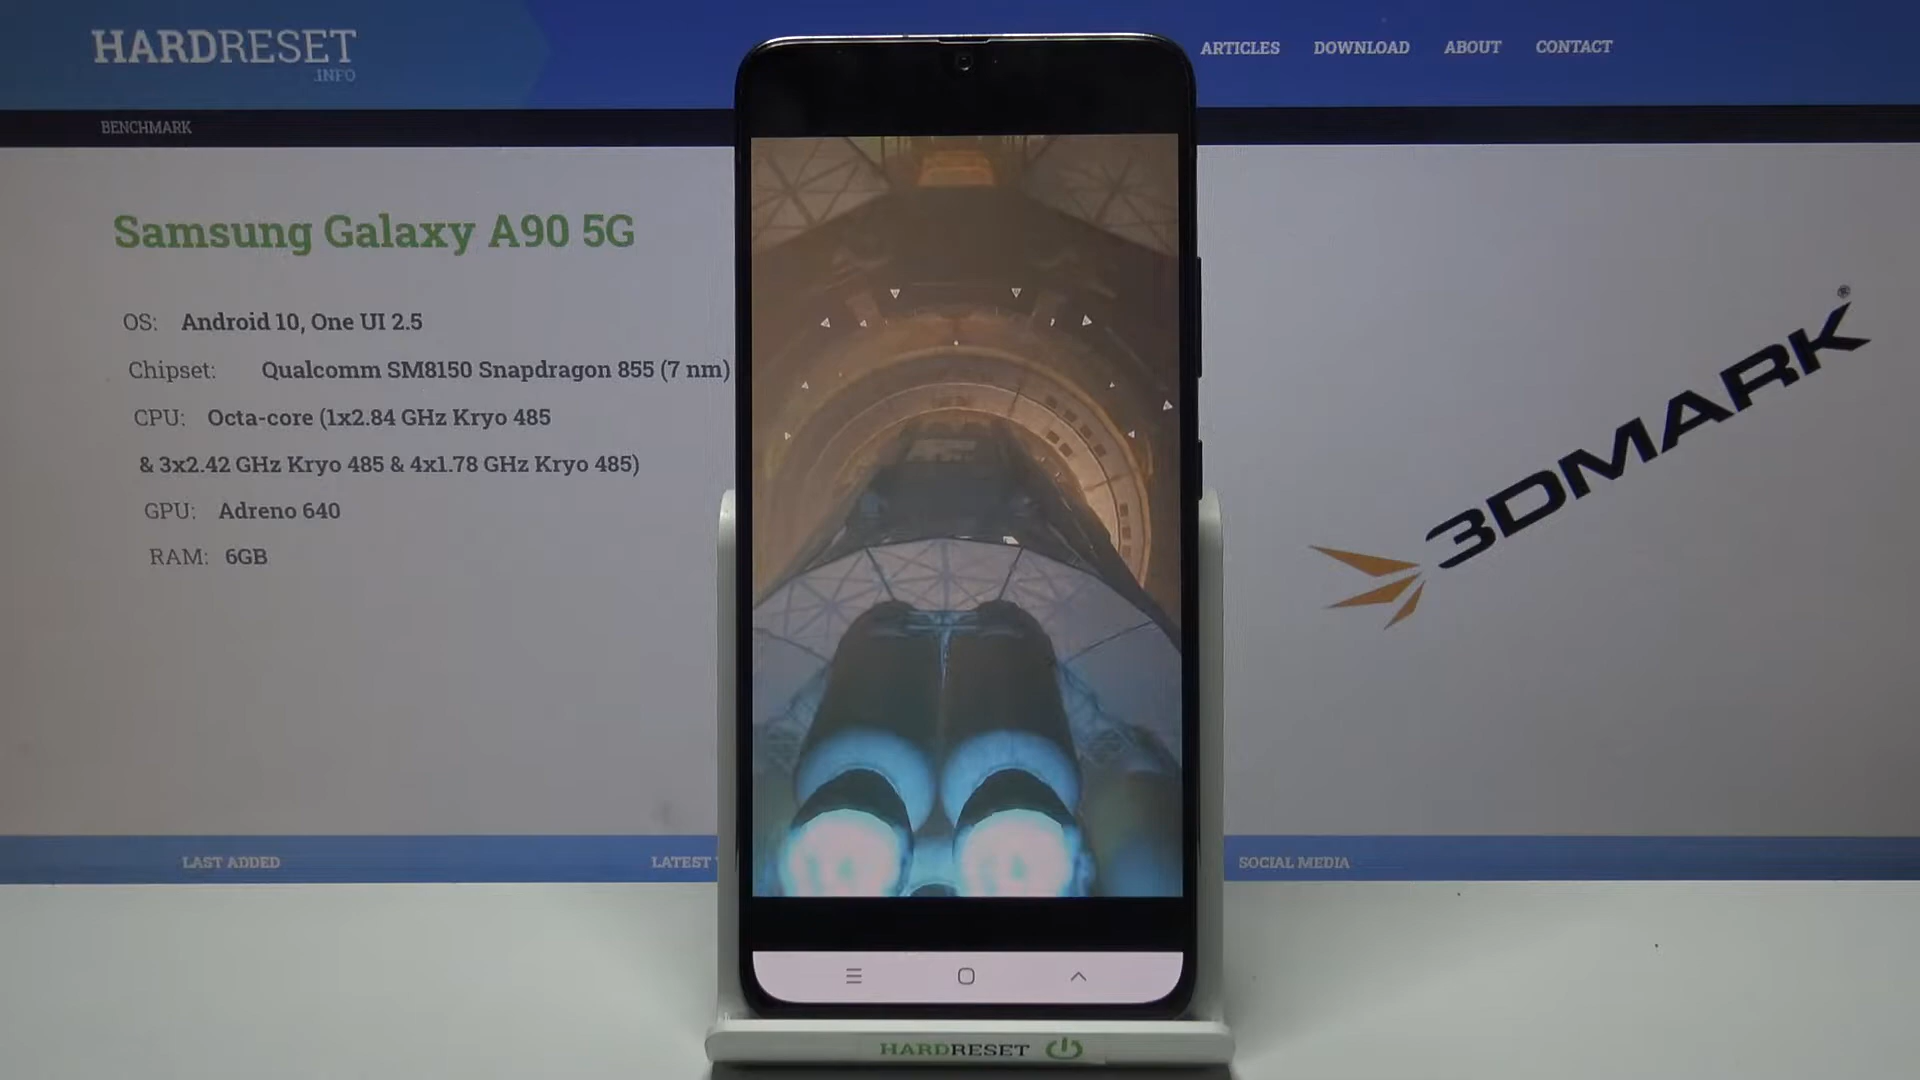 HARDRESET
.INFO
ARTICLES DOWNLOAD ABOUT CONTACT
BENCHMARK
Samsung Galaxy A90 5G
OS: Android 10, One UI 2.5
Chipset: Qualcomm SM8150 Snapdragon 855 (7 nm)
CPU: Octa-core (1x2.84 GHz Kryo 485
& 3x2.42 GHz Kryo 485 & 4x1.78 GHz Kryo 485)
GPU: Adreno 640
RAM: 6GB
3DMARK
LAST ADDED
LATEST
SOCIAL MEDIA
HARDRESET